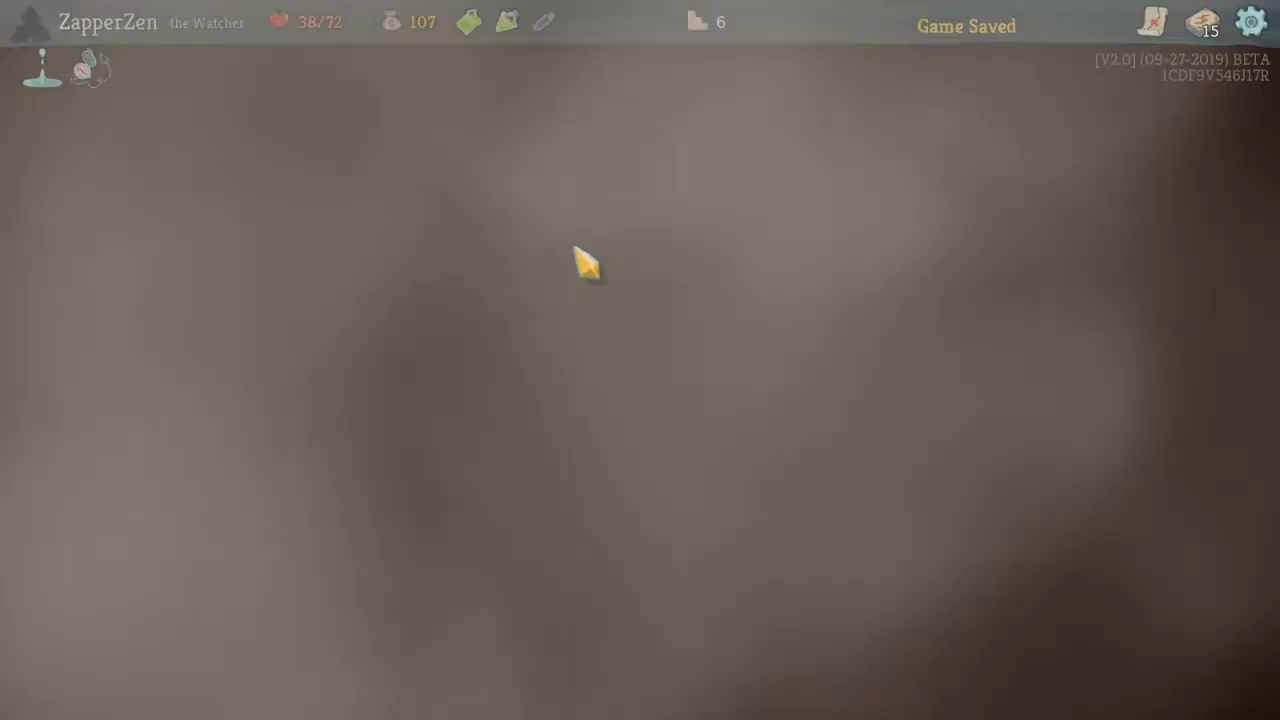 ZapperZen the Watcher 38/72 107 6 Game Saved 15
[V2.0] (09-27-2019) BETA
1CDF9V546J17R